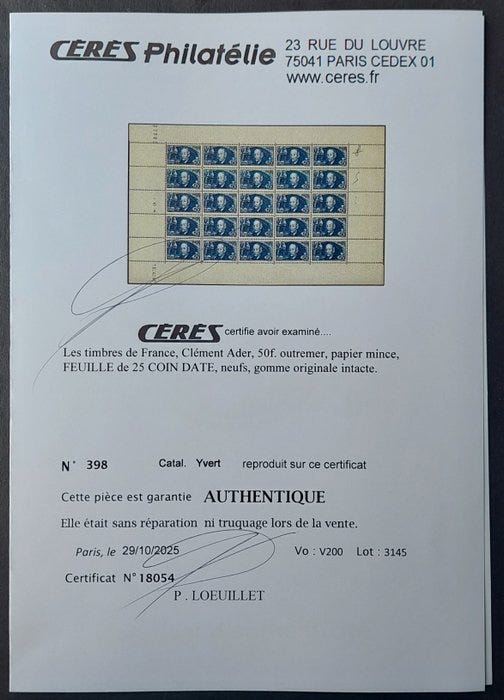 CÉRÈS Philatélie
23 RUE DU LOUVRE
75041 PARIS CEDEX 01
www.ceres.fr
CÉRÈS certifie avoir examiné....
Les timbres de France, Clément Ader, 50f. outremer, papier mince,
FEUILLE de 25 COIN DATE, neufs, gomme originale intacte.
N° 398 Catal. Yvert reproduit sur ce certificat
Cette pièce est garantie AUTHENTIQUE
Elle était sans réparation ni truquage lors de la vente.
Paris, le 29/10/2025 Vo : V200 Lot : 3145
Certificat N° 18054
P . LOEUILLET